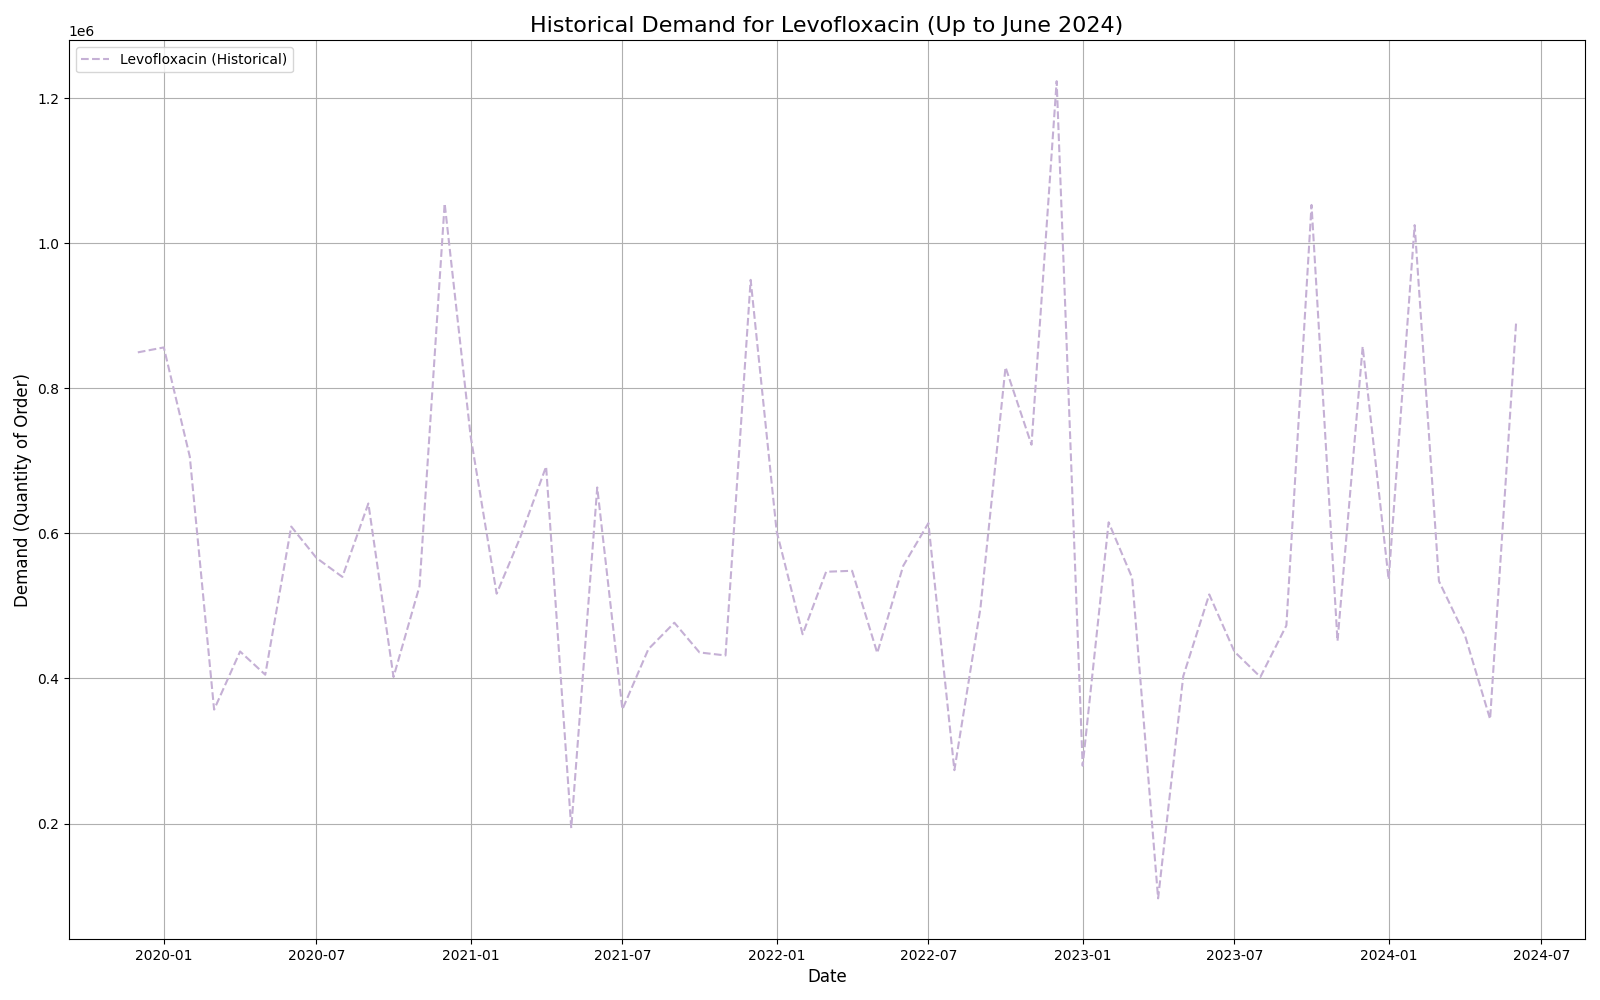 Historical Demand for Levofloxacin (Up to June 2024)
1e6
Levofloxacin (Historical)
1.2
1.0
0.8
0.6
0.4
0.2
Demand (Quantity of Order)
2020-01 2020-07 2021-01 2021-07 2022-01 2022-07 2023-01 2023-07 2024-01 2024-07
Date